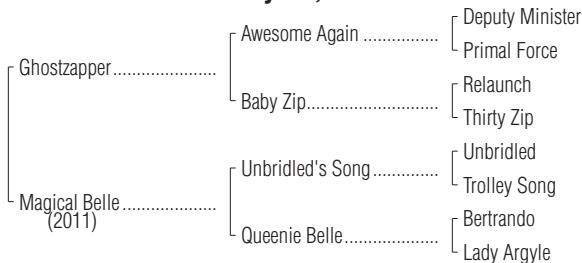 Deputy Minister
Awesome Again ................
Primal Force
Ghostzapper......................
Relaunch
Baby Zip............................
Thirty Zip
Unbridled
Unbridled's Song ..............
Trolley Song
Magical Belle ....................
(2011)
Bertrando
Queenie Belle....................
Lady Argyle